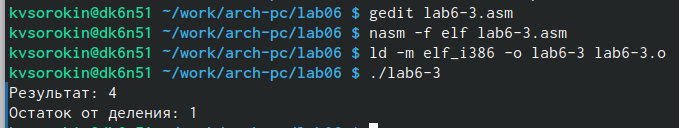 kvsorokin@dk6n51 ~/work/arch-pc/lab06 $ gedit lab6-3.asm
kvsorokin@dk6n51 ~/work/arch-pc/lab06 $ nasm -f elf lab6-3.asm
kvsorokin@dk6n51 ~/work/arch-pc/lab06 $ ld -m elf_i386 -o lab6-3 lab6-3.o
kvsorokin@dk6n51 ~/work/arch-pc/lab06 $ ./lab6-3
Результат: 4
Остаток от деления: 1